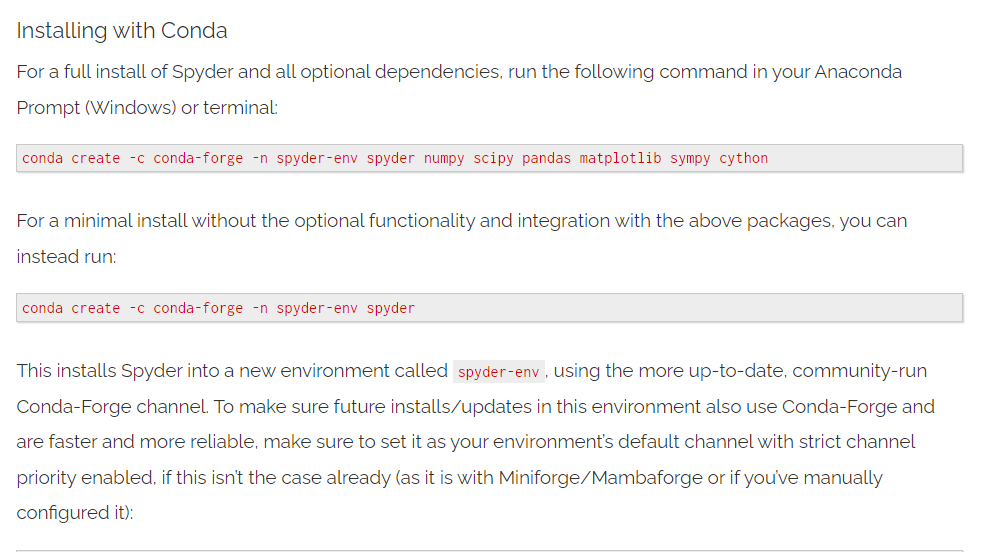 Installing with Conda
For a full install of Spyder and all optional dependencies, run the following command in your Anaconda
Prompt (Windows) or terminal:
conda create -c conda-forge -n spyder-env spyder numpy scipy pandas matplotlib sympy cython
For a minimal install without the optional functionality and integration with the above packages, you can
instead run:
conda create -c conda-forge -n spyder-env spyder
This installs Spyder into a new environment called spyder-env , using the more up-to-date, community-run
Conda-Forge channel. To make sure future installs/updates in this environment also use Conda-Forge and
are faster and more reliable, make sure to set it as your environment's default channel with strict channel
priority enabled, if this isn't the case already (as it is with Miniforge/Mambaforge or if you've manually
configured it):